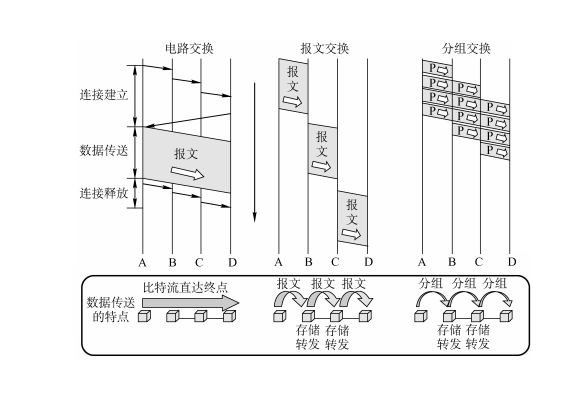 电路交换 报文交换 分组交换
连接建立
数据传送
连接释放
报文
报
文
报
文
报
文
P P P P
P P P P
P P P P
A B C D A B C D A B C D
数据传送
的特点
比特流直达终点
报文 报文 报文
存储 存储
转发 转发
分组 分组 分组
存储 存储
转发 转发